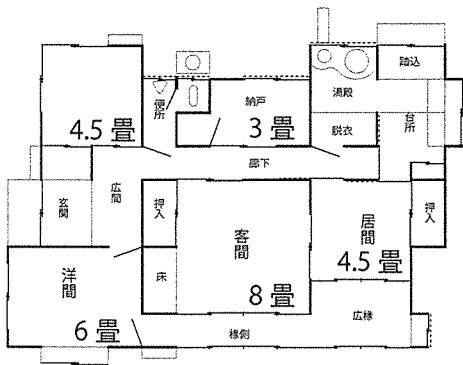 踏込
湯殿
便所
納戸
4.5 畳
3 畳
脱衣
台所
廊下
広間
玄関
押入
客間
居間
押入
洋間
床
4.5 畳
8 畳
6 畳
縁側
広縁